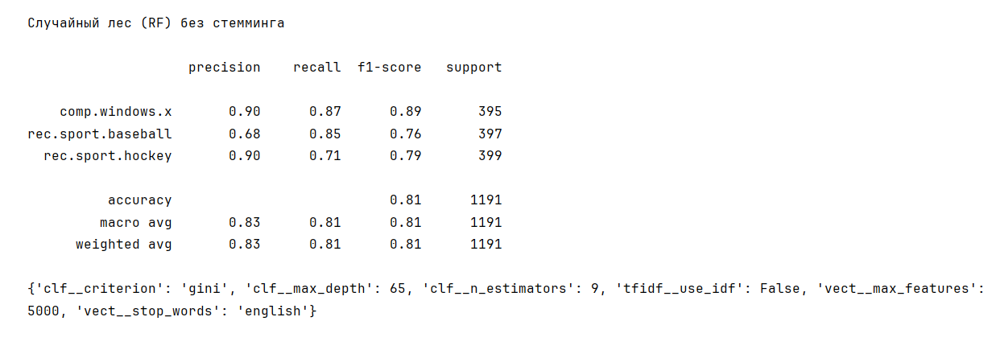 Случайный лес (RF) без стемминга
precision recall f1-score support
comp.windows.x 0.90 0.87 0.89 395
rec.sport.baseball 0.68 0.85 0.76 397
rec.sport.hockey 0.90 0.71 0.79 399
accuracy 0.81 1191
macro avg 0.83 0.81 0.81 1191
weighted avg 0.83 0.81 0.81 1191
{'clf__criterion': 'gini', 'clf__max_depth': 65, 'clf__n_estimators': 9, 'tfidf__use_idf': False, 'vect__max_features':
5000, 'vect__stop_words': 'english'}